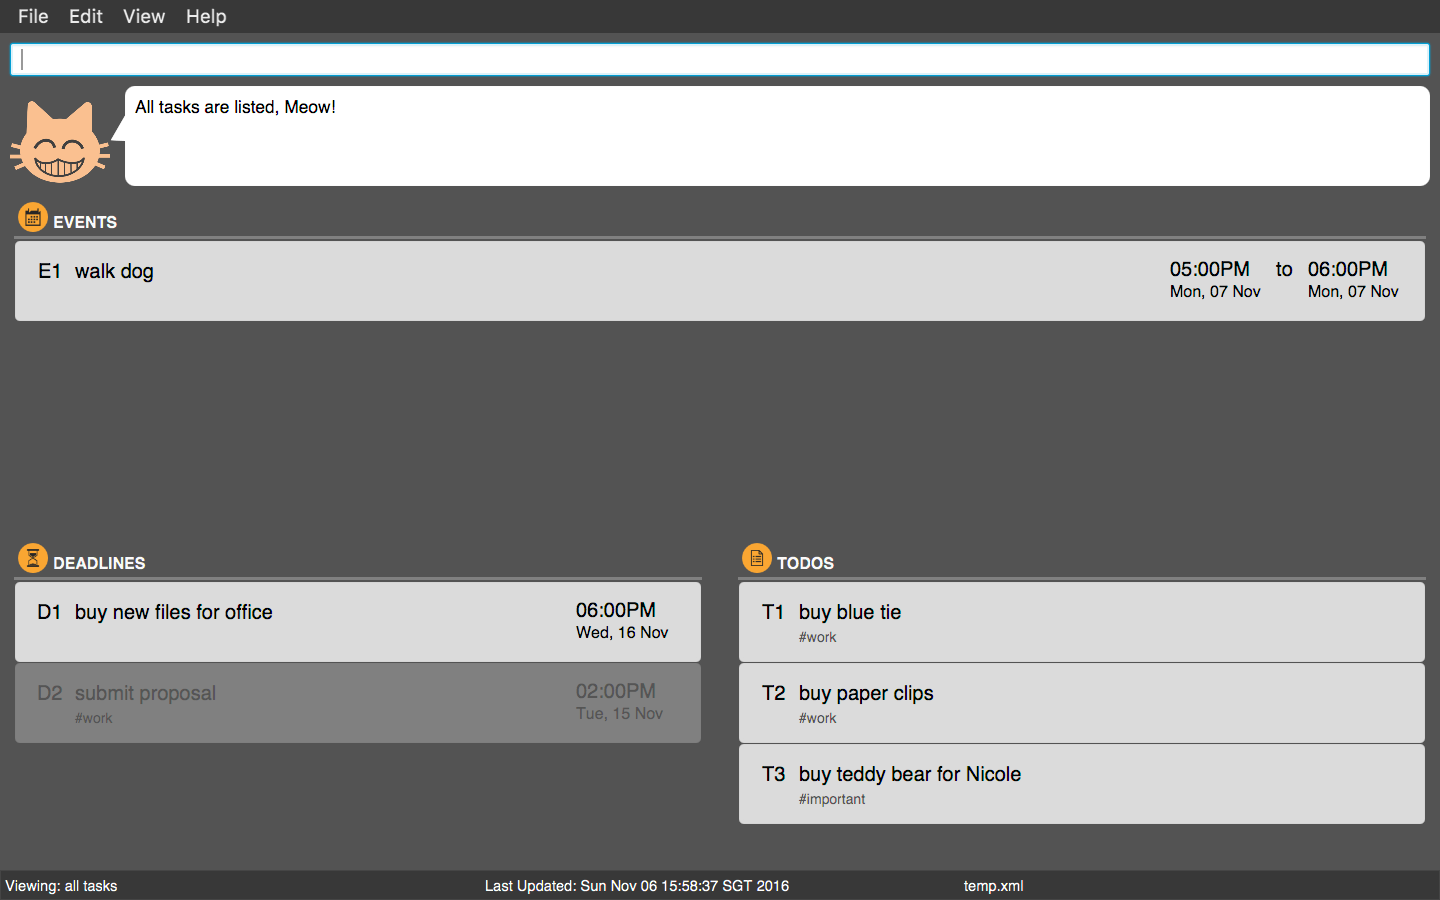 File Edit View Help
All tasks are listed, Meow!
EVENTS
E1 walk dog 05:00PM to 06:00PM
Mon, 07 Nov Mon, 07 Nov
DEADLINES
D1 buy new files for office 06:00PM
Wed, 16 Nov
D2 submit proposal 02:00PM
#work Tue, 15 Nov
TODOS
T1 buy blue tie
#work
T2 buy paper clips
#work
T3 buy teddy bear for Nicole
#important
Viewing: all tasks Last Updated: Sun Nov 06 15:58:37 SGT 2016 temp.xml